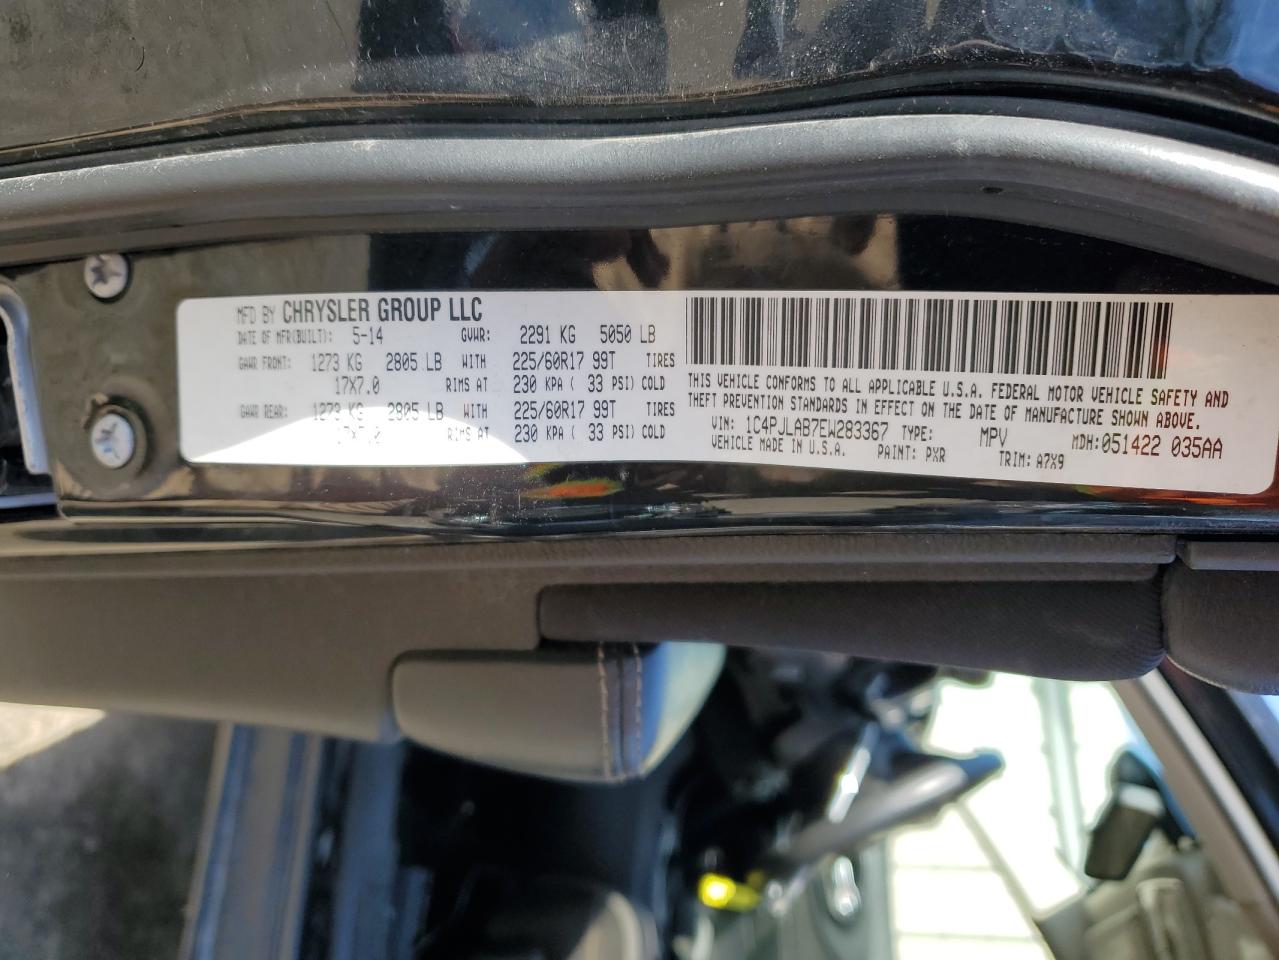 MFD BY CHRYSLER GROUP LLC
DATE OF MFR(BUILT): 5-14 GVWR: 2291 KG 5050 LB
GAWR FRONT: 1273 KG 2805 LB WITH 225/60R17 99T TIRES
17X7.0 RIMS AT 230 KPA ( 33 PSI) COLD
GAWR REAR: 1273 KG 2805 LB WITH 225/60R17 99T TIRES
17X7.0 RIMS AT 230 KPA ( 33 PSI) COLD
THIS VEHICLE CONFORMS TO ALL APPLICABLE U.S.A. FEDERAL MOTOR VEHICLE SAFETY AND
THEFT PREVENTION STANDARDS IN EFFECT ON THE DATE OF MANUFACTURE SHOWN ABOVE.
VIN: 1C4PJLAB7EW283367 TYPE: MPV MDH:051422 035AA
VEHICLE MADE IN U.S.A. PAINT: PXR TRIM: A7X9